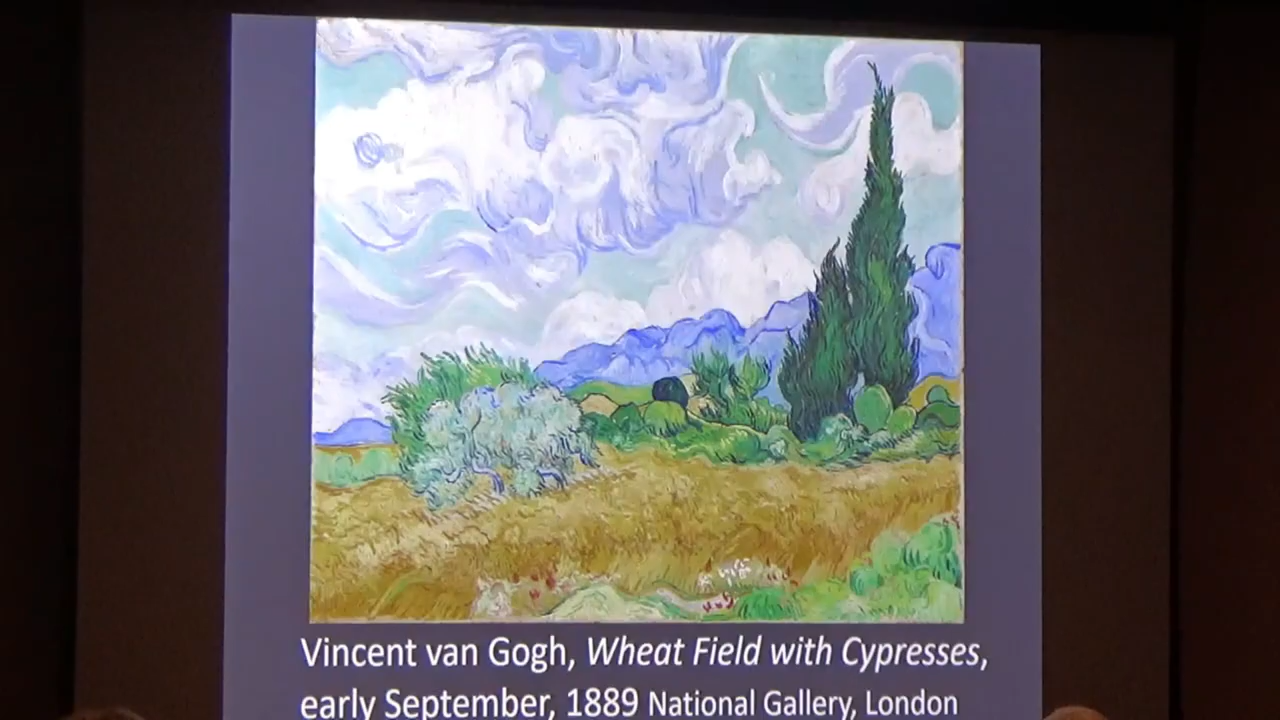 Vincent van Gogh, Wheat Field with Cypresses,
early September, 1889 National Gallery, London